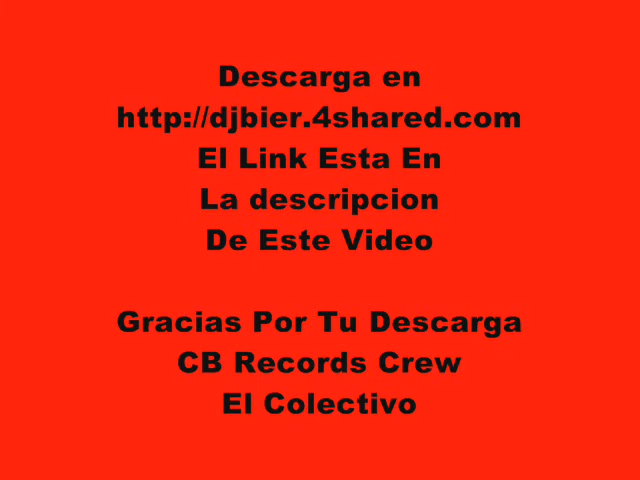 Descarga en
http://djbier.4shared.com
El Link Esta En
La descripcion
De Este Video
Gracias Por Tu Descarga
CB Records Crew
El Colectivo